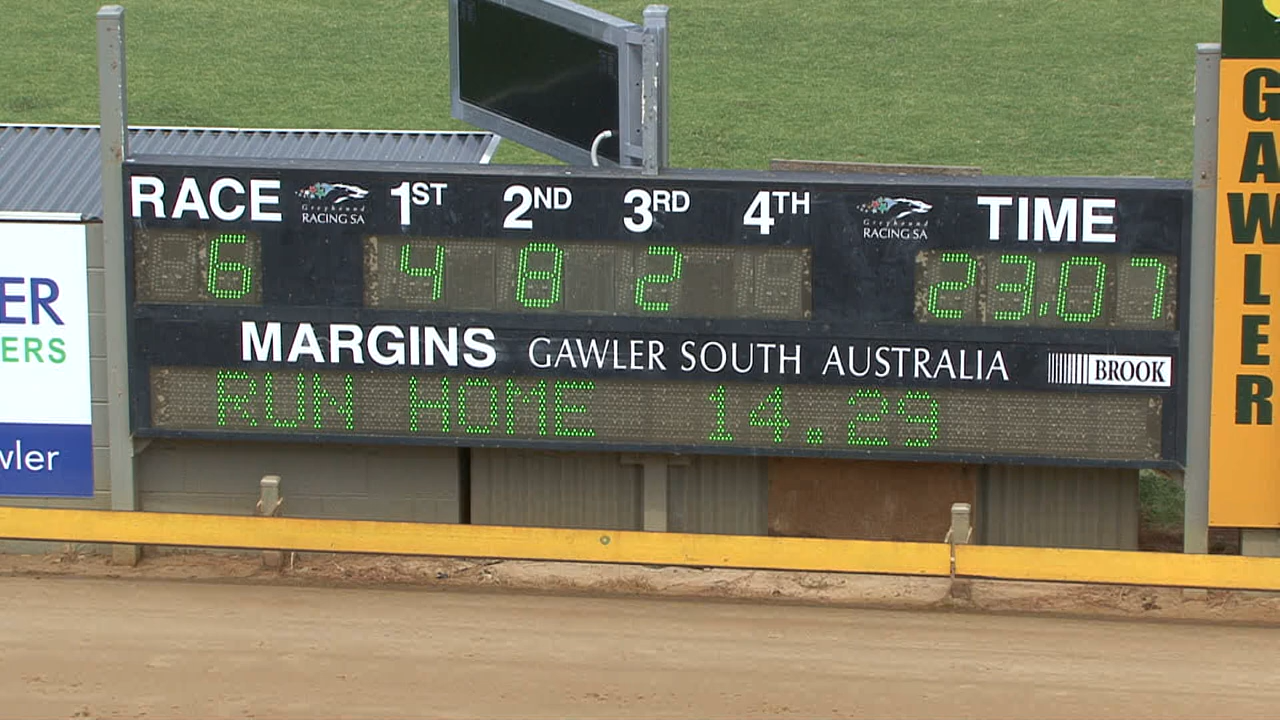 RACE Greyhound RACING SA 1ST 2ND 3RD 4TH Greyhound RACING SA TIME
6 4 8 2 23.07
MARGINS GAWLER SOUTH AUSTRALIA BROOK
RUN HOME 14.29
ER
ERS
wler
GAWLER